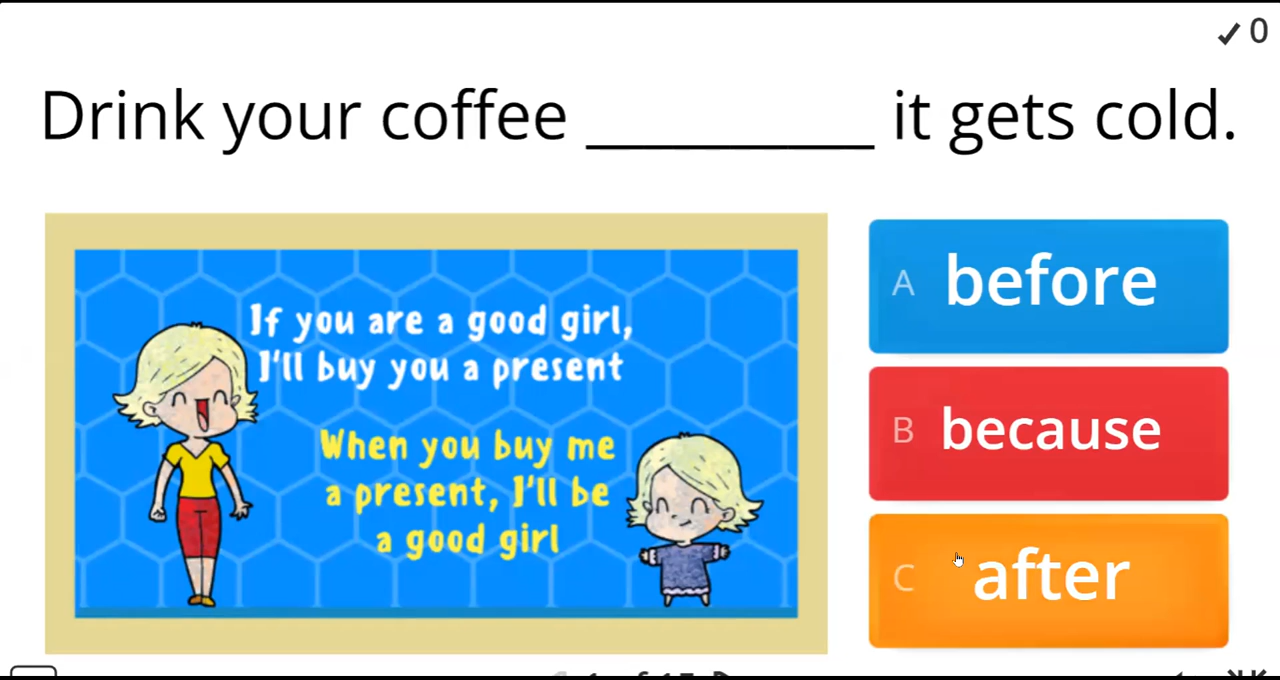 ✓ 0
Drink your coffee __________ it gets cold.
If you are a good girl,
I'll buy you a present
When you buy me
a present, I'll be
a good girl
A before
B because
C after